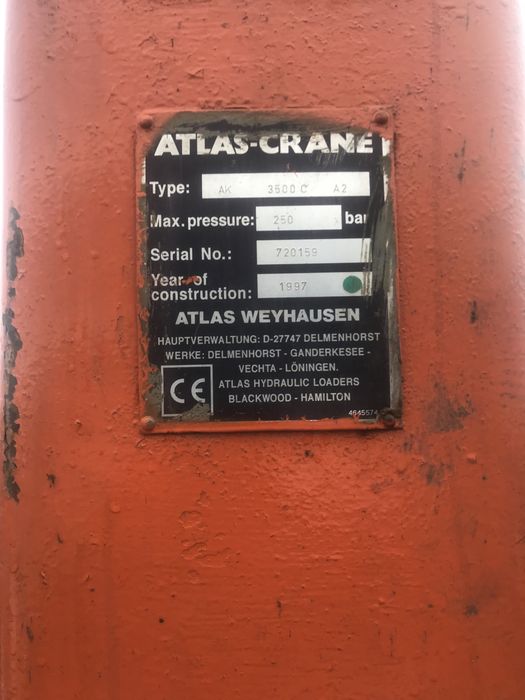 ATLAS-CRANE
Type: AK 3500 C A2
Max. pressure: 250 bar
Serial No.: 720159
Year of
construction: 1997
ATLAS WEYHAUSEN
HAUPTVERWALTUNG: D-27747 DELMENHORST
WERKE: DELMENHORST - GANDERKESEE -
VECHTA - LÖNINGEN.
CE ATLAS HYDRAULIC LOADERS
BLACKWOOD - HAMILTON
4645574